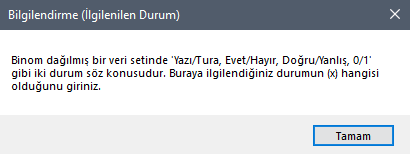 Bilgilendirme (İlgilenilen Durum)
Binom dağılmış bir veri setinde 'Yazı/Tura, Evet/Hayır, Doğru/Yanlış, 0/1'
gibi iki durum söz konusudur. Buraya ilgilendiğiniz durumun (x) hangisi
olduğunu giriniz.
Tamam